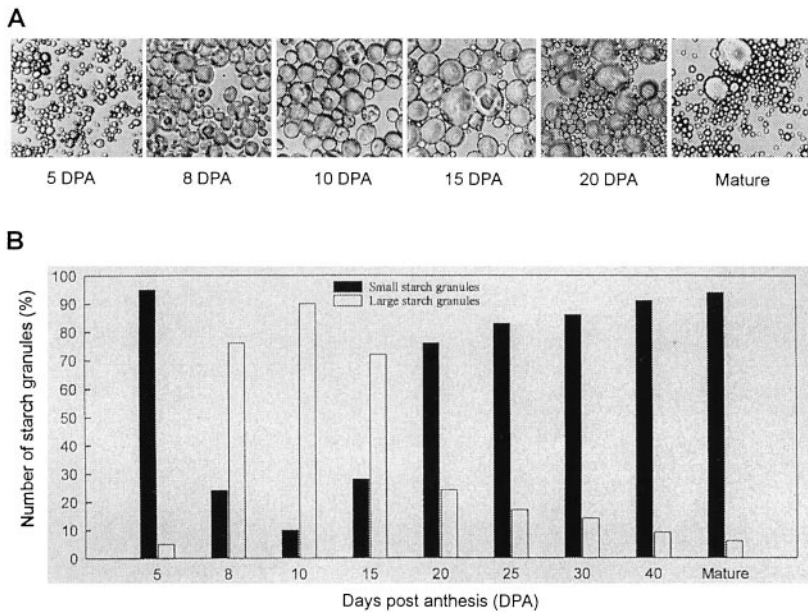 A
5 DPA 8 DPA 10 DPA 15 DPA 20 DPA Mature
B
Number of starch granules (%)
100
90
80
70
60
50
40
30
20
10
0
Small starch granules
Large starch granules
5 8 10 15 20 25 30 40 Mature
Days post anthesis (DPA)